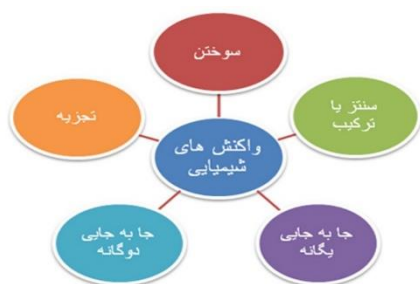 سوختن
سنتز یا
ترکیب
تجزیه
واکنش های
شیمیایی
جا به جایی
دوگانه
جا به جایی
یگانه